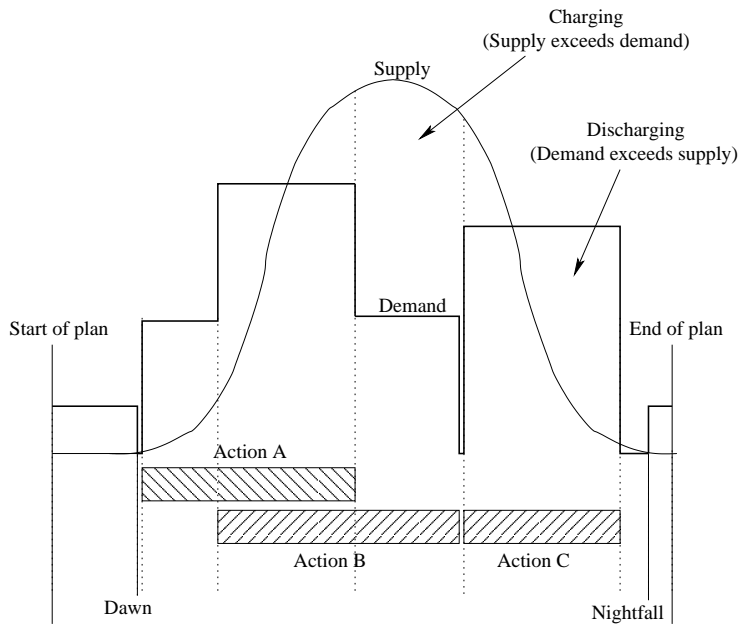 Charging
(Supply exceeds demand)
Supply
Discharging
(Demand exceeds supply)
Demand
Start of plan
End of plan
Action A
Action B
Action C
Dawn
Nightfall